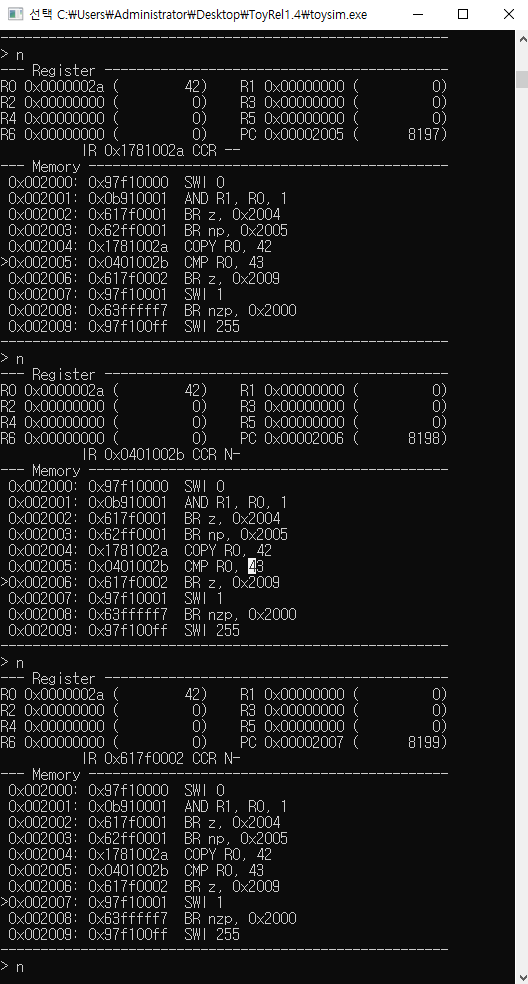 선택 C:₩Users₩Administrator₩Desktop₩ToyRel1.4₩toysim.exe
--------------------------------------------------------
> n
--- Register -------------------------------------------
R0 0x0000002a (        42)    R1 0x00000000 (         0)
R2 0x00000000 (         0)    R3 0x00000000 (         0)
R4 0x00000000 (         0)    R5 0x00000000 (         0)
R6 0x00000000 (         0)    PC 0x00002005 (      8197)
          IR 0x1781002a CCR --
--- Memory ---------------------------------------------
 0x002000: 0x97f10000  SWI 0
 0x002001: 0x0b910001  AND R1, R0, 1
 0x002002: 0x617f0001  BR z, 0x2004
 0x002003: 0x62ff0001  BR np, 0x2005
 0x002004: 0x1781002a  COPY R0, 42
>0x002005: 0x0401002b  CMP R0, 43
 0x002006: 0x617f0002  BR z, 0x2009
 0x002007: 0x97f10001  SWI 1
 0x002008: 0x63fffff7  BR nzp, 0x2000
 0x002009: 0x97f100ff  SWI 255
--------------------------------------------------------
> n
--- Register -------------------------------------------
R0 0x0000002a (        42)    R1 0x00000000 (         0)
R2 0x00000000 (         0)    R3 0x00000000 (         0)
R4 0x00000000 (         0)    R5 0x00000000 (         0)
R6 0x00000000 (         0)    PC 0x00002006 (      8198)
          IR 0x0401002b CCR N-
--- Memory ---------------------------------------------
 0x002000: 0x97f10000  SWI 0
 0x002001: 0x0b910001  AND R1, R0, 1
 0x002002: 0x617f0001  BR z, 0x2004
 0x002003: 0x62ff0001  BR np, 0x2005
 0x002004: 0x1781002a  COPY R0, 42
 0x002005: 0x0401002b  CMP R0, 43
>0x002006: 0x617f0002  BR z, 0x2009
 0x002007: 0x97f10001  SWI 1
 0x002008: 0x63fffff7  BR nzp, 0x2000
 0x002009: 0x97f100ff  SWI 255
--------------------------------------------------------
> n
--- Register -------------------------------------------
R0 0x0000002a (        42)    R1 0x00000000 (         0)
R2 0x00000000 (         0)    R3 0x00000000 (         0)
R4 0x00000000 (         0)    R5 0x00000000 (         0)
R6 0x00000000 (         0)    PC 0x00002007 (      8199)
          IR 0x617f0002 CCR N-
--- Memory ---------------------------------------------
 0x002000: 0x97f10000  SWI 0
 0x002001: 0x0b910001  AND R1, R0, 1
 0x002002: 0x617f0001  BR z, 0x2004
 0x002003: 0x62ff0001  BR np, 0x2005
 0x002004: 0x1781002a  COPY R0, 42
 0x002005: 0x0401002b  CMP R0, 43
 0x002006: 0x617f0002  BR z, 0x2009
>0x002007: 0x97f10001  SWI 1
 0x002008: 0x63fffff7  BR nzp, 0x2000
 0x002009: 0x97f100ff  SWI 255
--------------------------------------------------------
> n